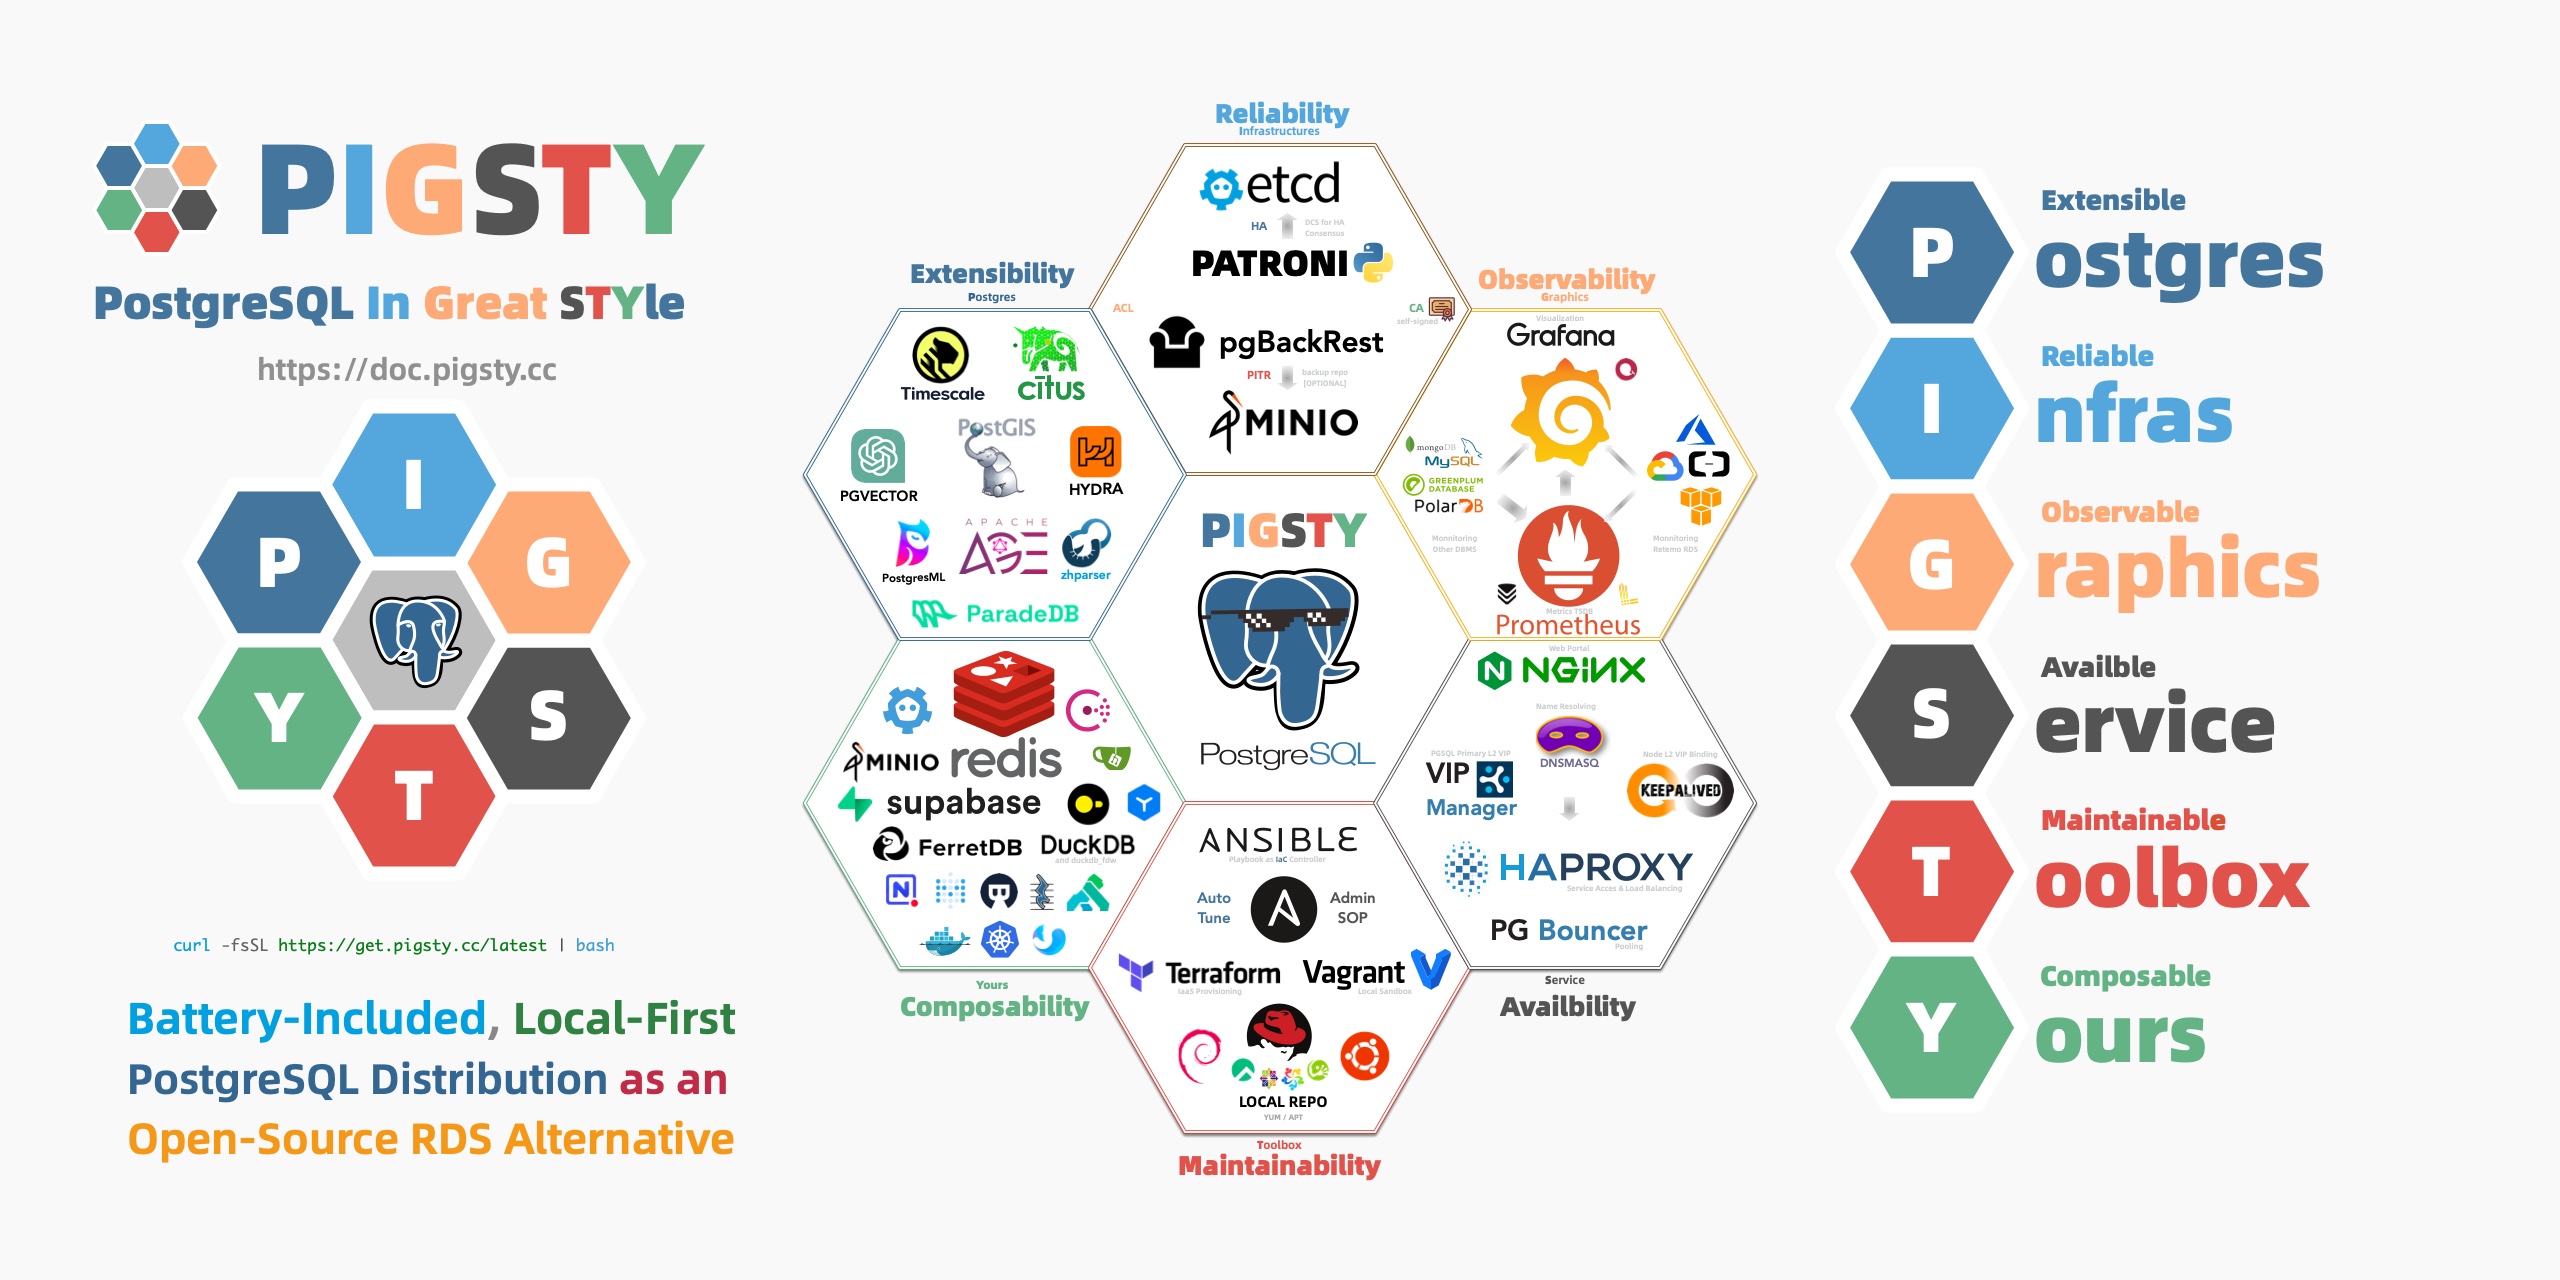 PIGSTY
PostgreSQL In Great STYle
https://doc.pigsty.cc
I
P
G
Y
S
T
curl -fsSL https://get.pigsty.cc/latest | bash
Battery-Included, Local-First
PostgreSQL Distribution as an
Open-Source RDS Alternative
Reliability
Infrastructures
etcd
HA
DCS for HA
Consensus
PATRONI
ACL
CA
self-signed
pgBackRest
PITR
backup repo
[OPTIONAL]
MINIO
Extensibility
Postgres
Timescale
citus
PostGIS
PGVECTOR
HYDRA
APACHE
AGE
PostgresML
zhparser
ParadeDB
Observability
Graphics
Visualization
Grafana
mongoDB
MySQL
GREENPLUM
DATABASE
PolarDB
Monnitoring
Other DBMS
Monnitoring
Retemo RDS
Metrics TSDB
Prometheus
PIGSTY
PostgreSQL
redis
MINIO
supabase
FerretDB
DuckDB
and duckdb_fdw
N
Yours
Composability
Web Portal
N
NGINX
Name Resolving
DNSMASQ
PGSQL Primary L2 VIP
VIP
Manager
Node L2 VIP Binding
KEEPALIVED
HAPROXY
Service Acces & Load Balancing
PG Bouncer
Pooling
Service
Availbility
ANSIBLE
Playbook as IaC Controller
Auto
Tune
Admin
SOP
Terraform
IaaS Provisioning
Vagrant
Local Sandbox
LOCAL REPO
YUM / APT
Toolbox
Maintainability
Extensible
P ostgres
Reliable
I nfras
Observable
G raphics
Availble
S ervice
Maintainable
T oolbox
Composable
Y ours